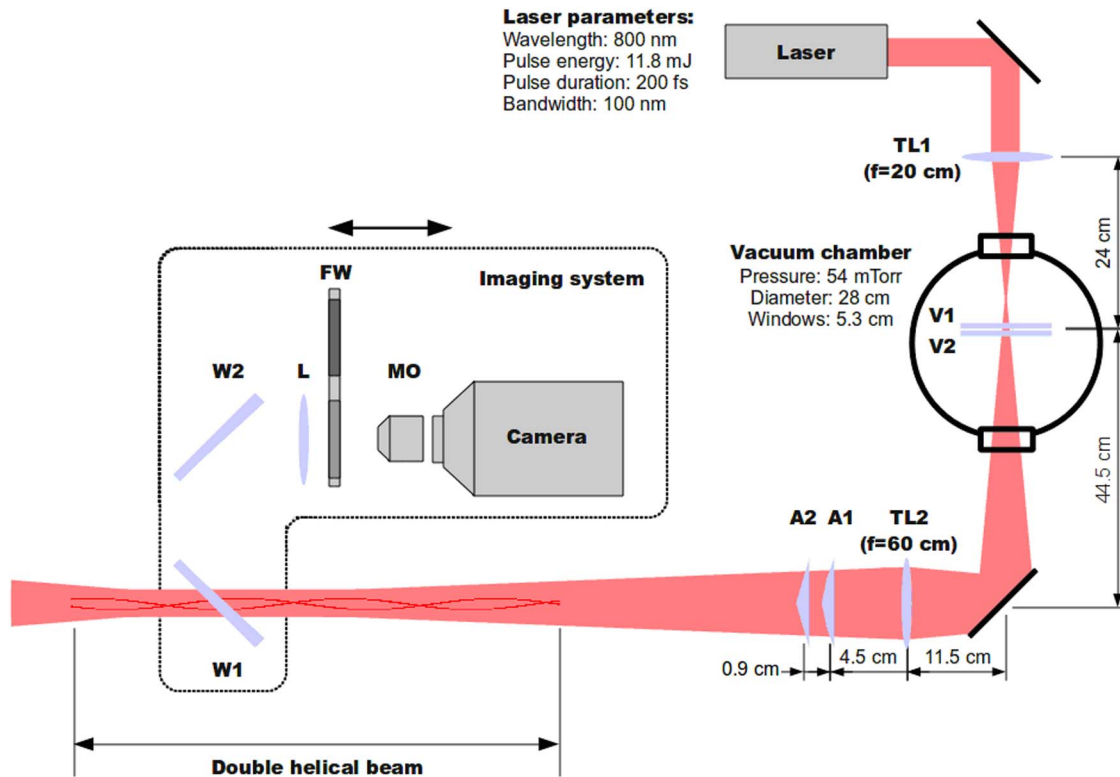 Laser parameters:
Wavelength: 800 nm
Pulse energy: 11.8 mJ
Pulse duration: 200 fs
Bandwidth: 100 nm
Laser
TL1
(f=20 cm)
24 cm
Vacuum chamber
Pressure: 54 mTorr
Diameter: 28 cm
Windows: 5.3 cm
V1
V2
44.5 cm
FW
Imaging system
W2
L
MO
Camera
A2
A1
TL2
(f=60 cm)
W1
0.9 cm
4.5 cm
11.5 cm
Double helical beam